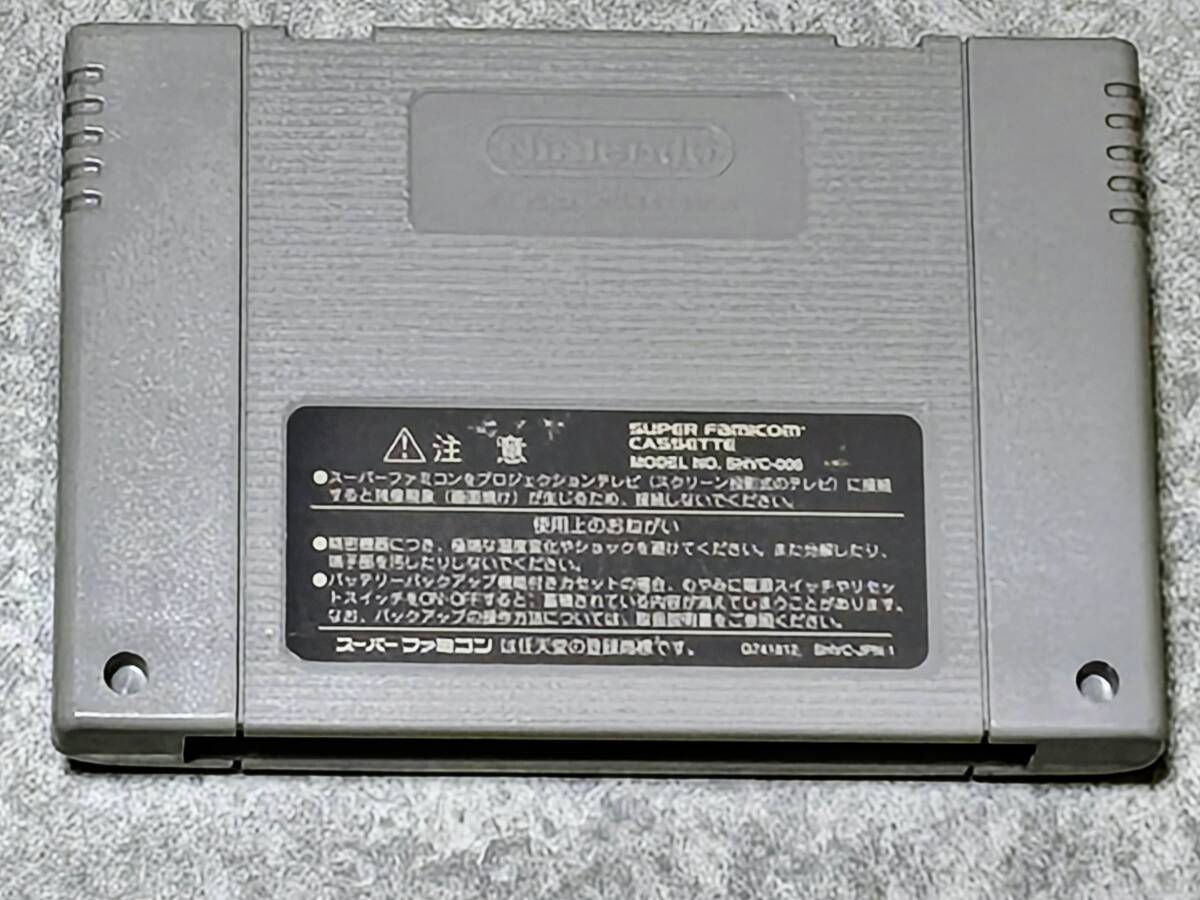 Nintendo
注 意
SUPER FAMICOM
CASSETTE
MODEL NO. SHVC-006
●スーパーファミコンをプロジェクションテレビ（スクリーン投影式のテレビ）に接続
すると残像現象（画面焼け）が生じるため、接続しないでください。
使用上のおねがい
●精密機器につき、極端な温度変化やショックを避けてください。また分解したり、
端子部を汚したりしないでください。
●バッテリーバックアップ機能付きカセットの場合、むやみに電源スイッチやリセッ
トスイッチをON-OFFすると、蓄積されている内容が消えてしまうことがあります。
なお、バックアップの操作方法については、取扱説明書をご参照ください。
スーパーファミコン は任天堂の登録商標です。
SHVC-JPN-1